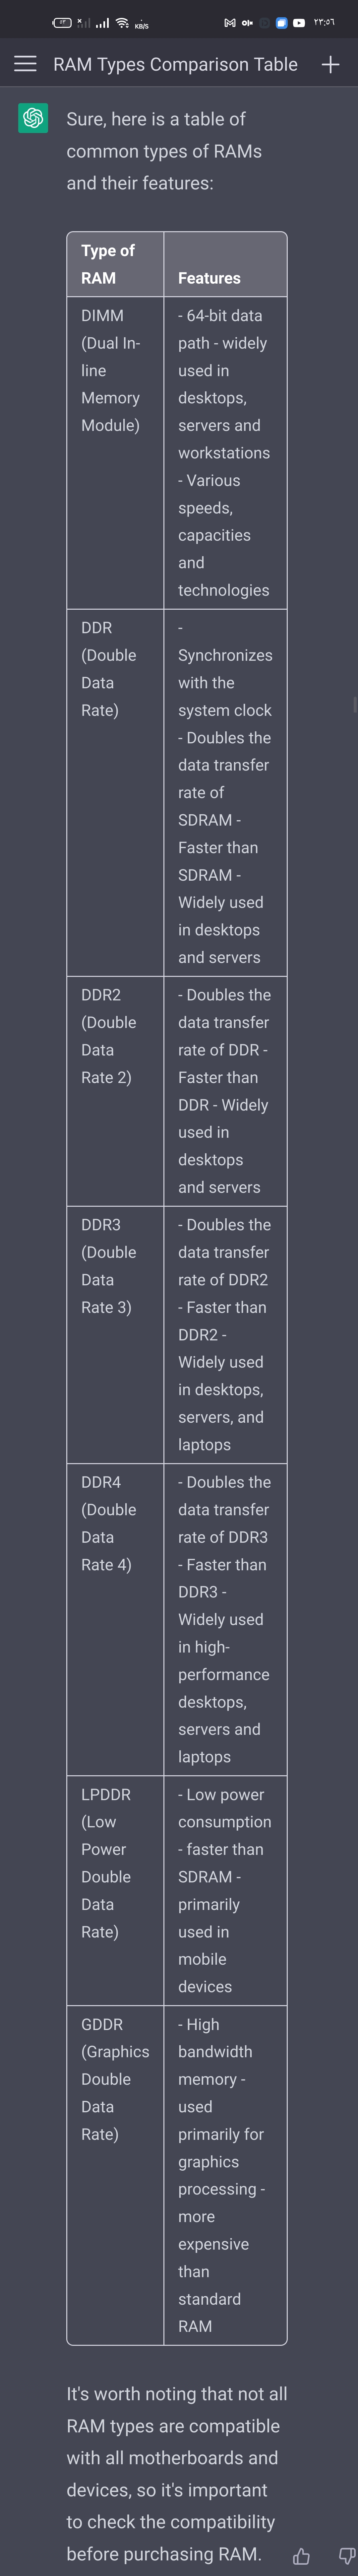 KB/S
٢٣:٥٦
RAM Types Comparison Table
Sure, here is a table of
common types of RAMs
and their features:
Type of
RAM
Features
DIMM
(Dual In-
line
Memory
Module)
- 64-bit data
path - widely
used in
desktops,
servers and
workstations
- Various
speeds,
capacities
and
technologies
DDR
(Double
Data
Rate)
-
Synchronizes
with the
system clock
- Doubles the
data transfer
rate of
SDRAM -
Faster than
SDRAM -
Widely used
in desktops
and servers
DDR2
(Double
Data
Rate 2)
- Doubles the
data transfer
rate of DDR -
Faster than
DDR - Widely
used in
desktops
and servers
DDR3
(Double
Data
Rate 3)
- Doubles the
data transfer
rate of DDR2
- Faster than
DDR2 -
Widely used
in desktops,
servers, and
laptops
DDR4
(Double
Data
Rate 4)
- Doubles the
data transfer
rate of DDR3
- Faster than
DDR3 -
Widely used
in high-
performance
desktops,
servers and
laptops
LPDDR
(Low
Power
Double
Data
Rate)
- Low power
consumption
- faster than
SDRAM -
primarily
used in
mobile
devices
GDDR
(Graphics
Double
Data
Rate)
- High
bandwidth
memory -
used
primarily for
graphics
processing -
more
expensive
than
standard
RAM
It's worth noting that not all
RAM types are compatible
with all motherboards and
devices, so it's important
to check the compatibility
before purchasing RAM.